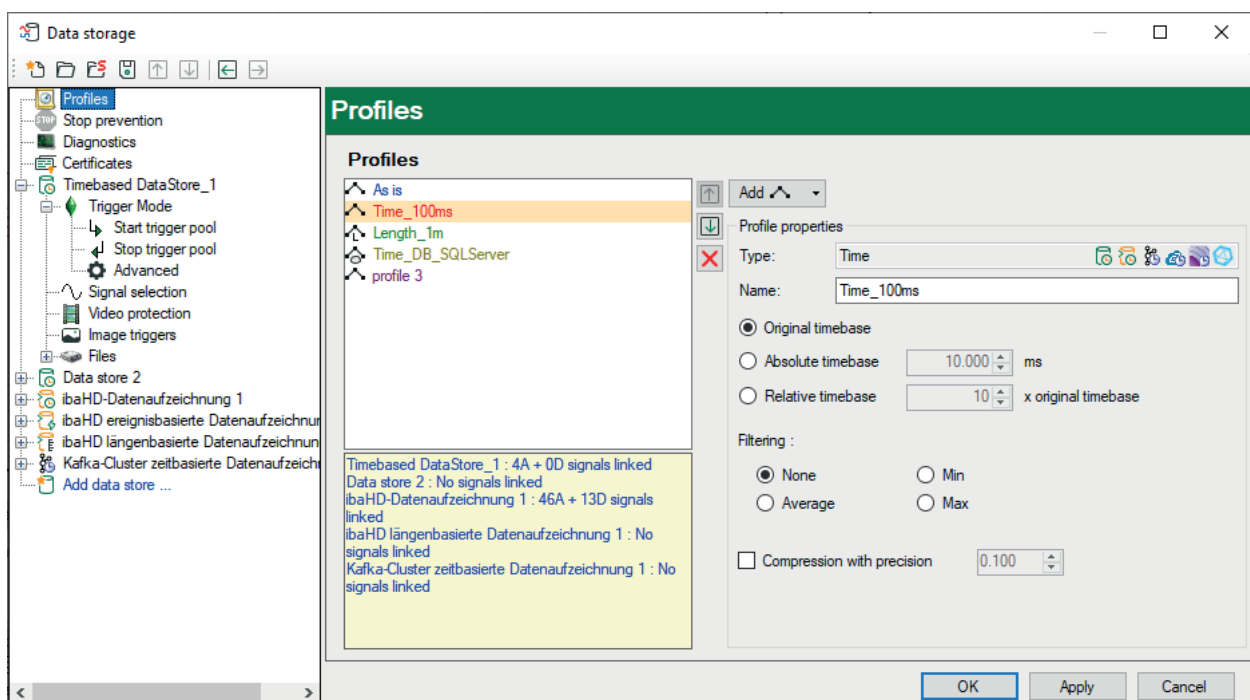 Data storage
Profiles
Stop prevention
Diagnostics
Certificates
Timebased DataStore_1
Trigger Mode
Start trigger pool
Stop trigger pool
Advanced
Signal selection
Video protection
Image triggers
Files
Data store 2
ibaHD-Datenaufzeichnung 1
ibaHD ereignisbasierte Datenaufzeichnur
ibaHD längenbasierte Datenaufzeichnun
Kafka-Cluster zeitbasierte Datenaufzeichr
Add data store ...
Profiles
Profiles
As is
Time_100ms
Length_1m
Time_DB_SQLServer
profile 3
Timebased DataStore_1 : 4A + 0D signals linked
Data store 2 : No signals linked
ibaHD-Datenaufzeichnung 1 : 46A + 13D signals
linked
ibaHD längenbasierte Datenaufzeichnung 1 : No
signals linked
Kafka-Cluster zeitbasierte Datenaufzeichnung 1 : No
signals linked
Add
Profile properties
Type: Time
Name: Time_100ms
Original timebase
Absolute timebase 10.000 ms
Relative timebase 10 x original timebase
Filtering :
None Min
Average Max
Compression with precision 0.100
OK Apply Cancel